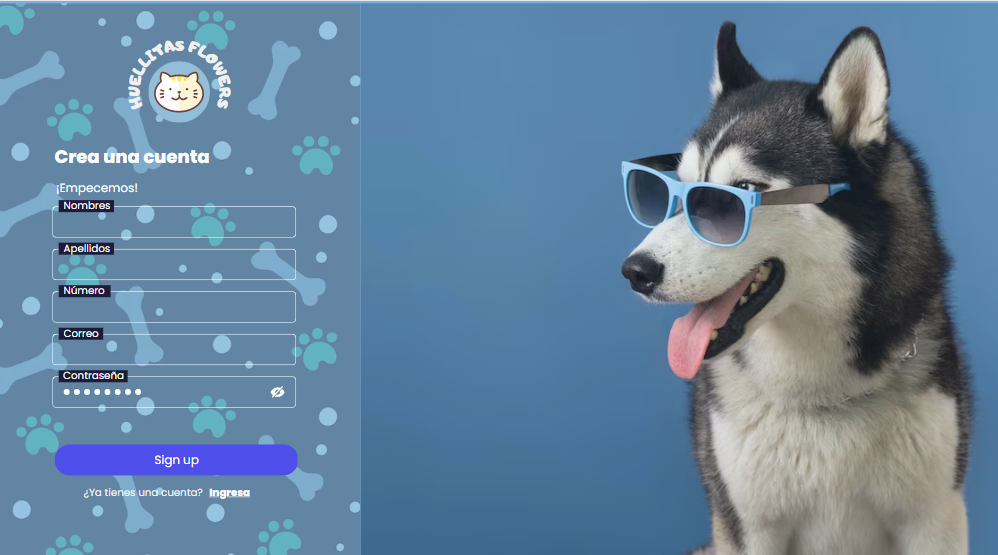 HUELLITAS FLOWERS
Crea una cuenta
¡Empecemos!
Nombres
Apellidos
Número
Correo
Contraseña
Sign up
¿Ya tienes una cuenta? Ingresa